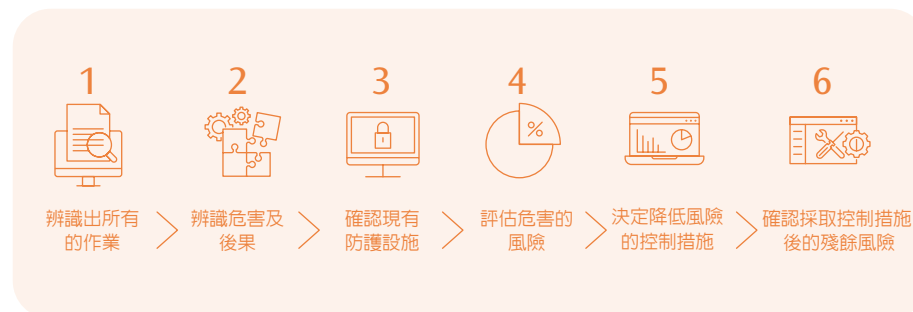 1
2
3
4
5
6
%
辨識出所有
的作業
辨識危害及
後果
確認現有
防護設施
評估危害的
風險
決定降低風險
的控制措施
確認採取控制措施
後的殘餘風險